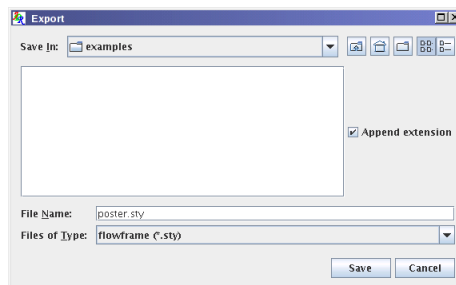 Export
Save In: examples
Append extension
File Name: poster.sty
Files of Type: flowframe (*.sty)
Save Cancel